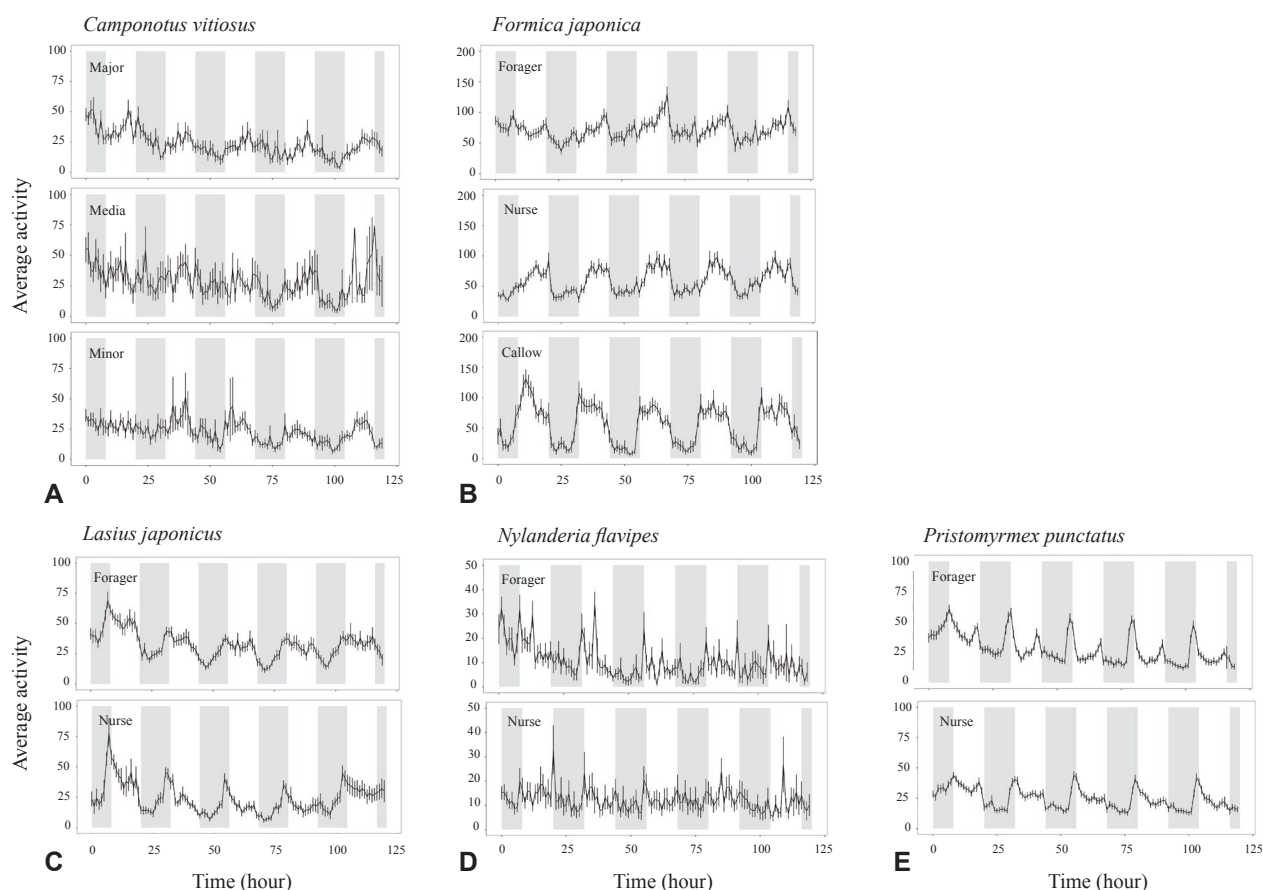 Camponotus vitiosus
Formica japonica
Average activity
Major
100
75
50
25
0
Media
100
75
50
25
0
Minor
100
75
50
25
0
0 25 50 75 100 125
A
Forager
200
150
100
50
0
Nurse
200
150
100
50
0
Callow
200
150
100
50
0
0 25 50 75 100 125
B
Lasius japonicus
Nylanderia flavipes
Pristomyrmex punctatus
Average activity
Forager
100
75
50
25
0
Nurse
100
75
50
25
0
0 25 50 75 100 125
C
Time (hour)
Forager
50
40
30
20
10
0
Nurse
50
40
30
20
10
0
0 25 50 75 100 125
D
Time (hour)
Forager
100
75
50
25
0
Nurse
100
75
50
25
0
0 25 50 75 100 125
E
Time (hour)